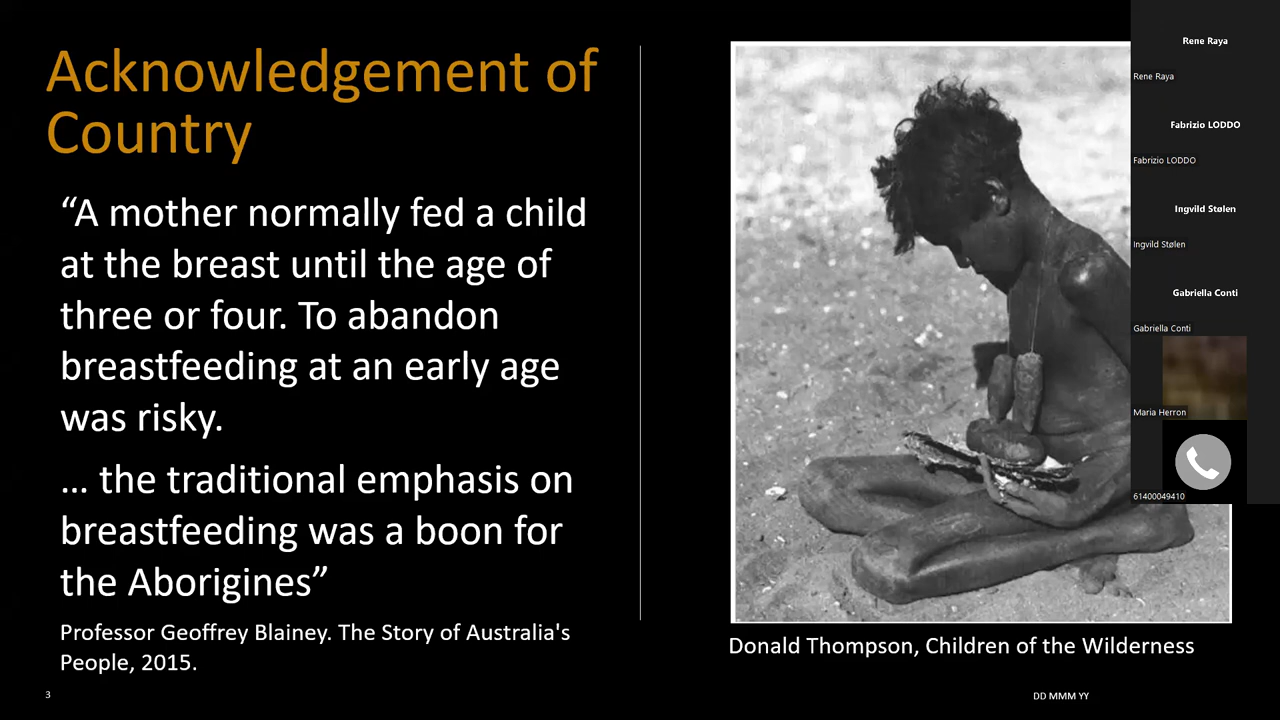 Acknowledgement of
Country
“A mother normally fed a child
at the breast until the age of
three or four. To abandon
breastfeeding at an early age
was risky.
... the traditional emphasis on
breastfeeding was a boon for
the Aborigines”
Professor Geoffrey Blainey. The Story of Australia's
People, 2015.
3
Donald Thompson, Children of the Wilderness
DD MMM YY
Rene Raya
Rene Raya
Fabrizio LODDO
Fabrizio LODDO
Ingvild Stølen
Ingvild Stølen
Gabriella Conti
Gabriella Conti
Maria Herron
61400049410